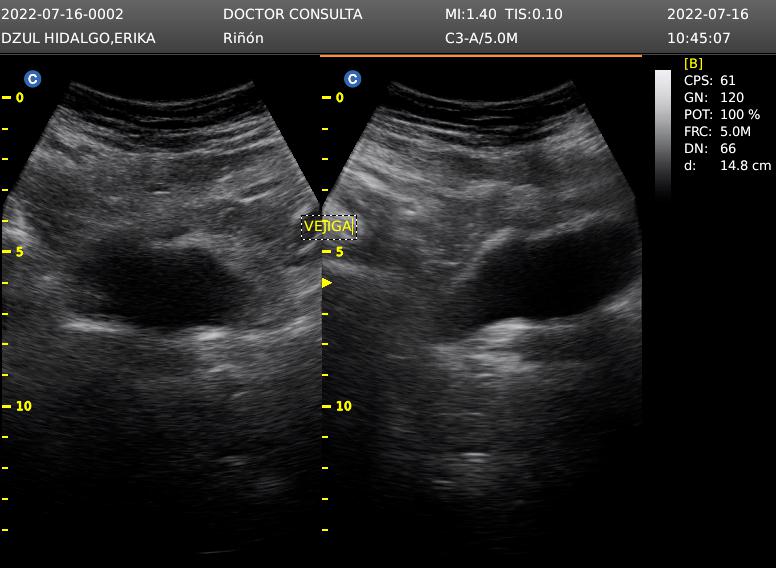 2022-07-16-0002 DOCTOR CONSULTA MI:1.40 TIS:0.10 2022-07-16
DZUL HIDALGO,ERIKA Riñón C3-A/5.0M 10:45:07
C C
0 0
VEJIGA
5 5
10 10
[B]
CPS: 61
GN: 120
POT: 100 %
FRC: 5.0M
DN: 66
d: 14.8 cm